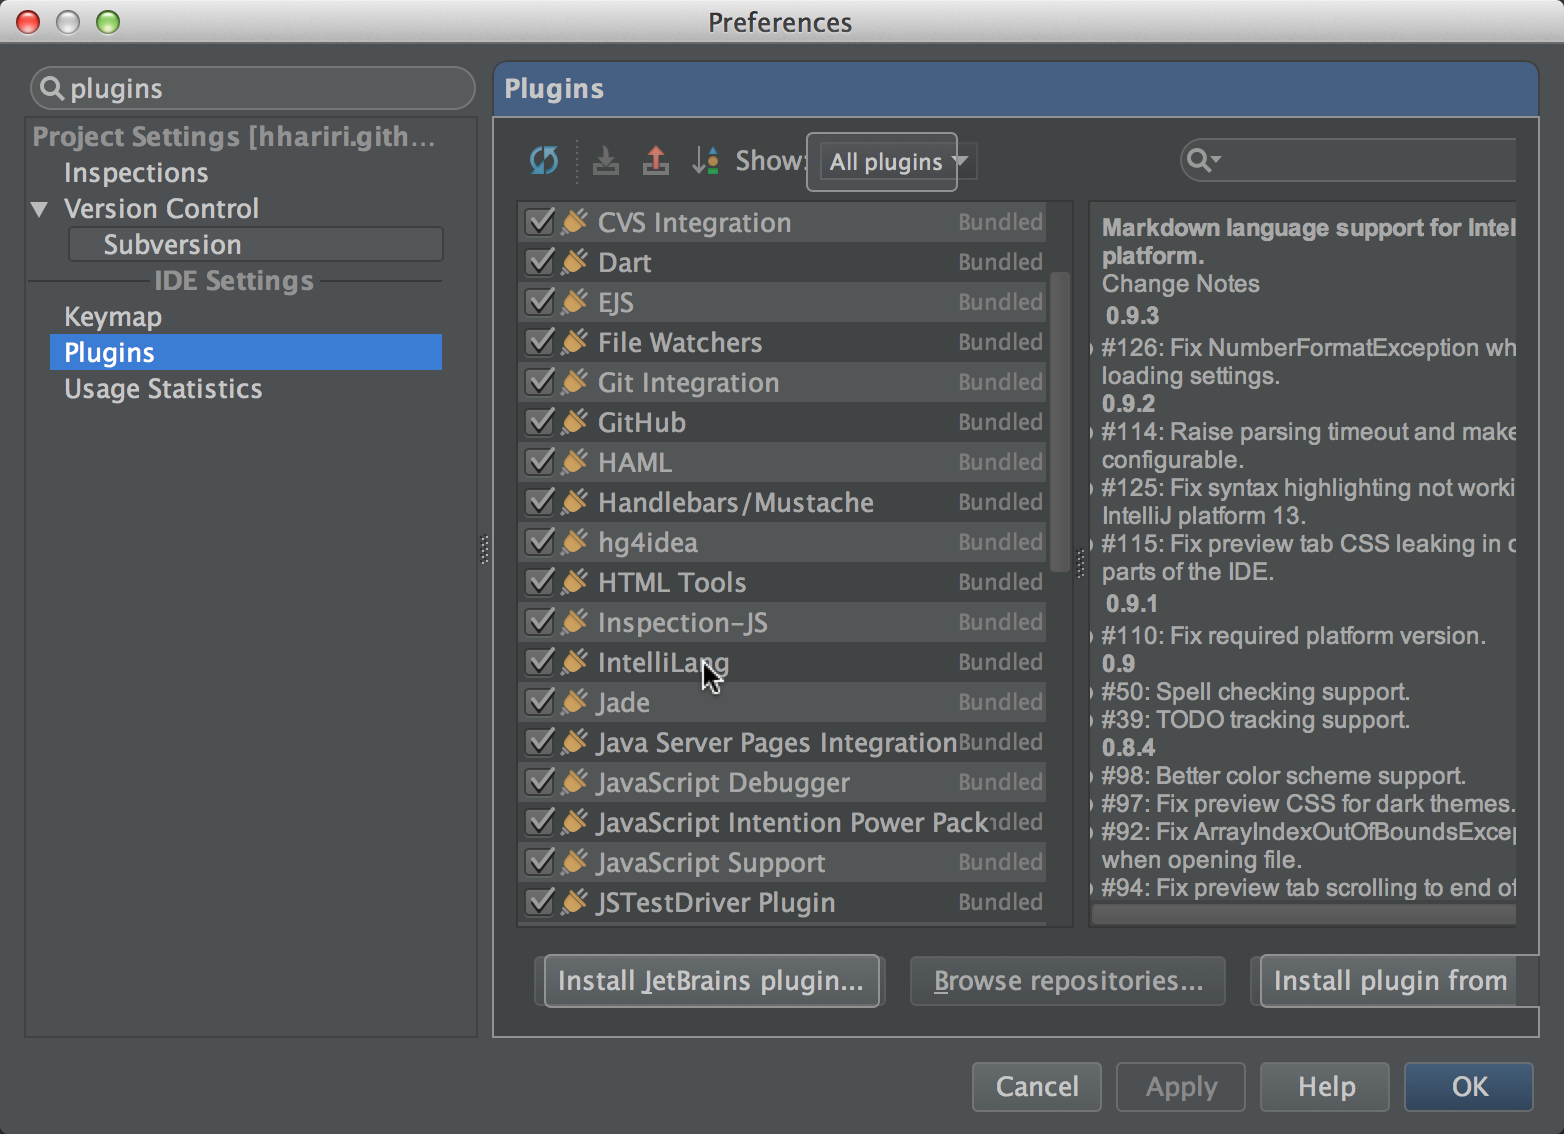 Preferences
plugins
Project Settings [hhariri.gith...
Inspections
Version Control
Subversion
IDE Settings
Keymap
Plugins
Usage Statistics
Plugins
Show: All plugins
CVS Integration Bundled
Dart Bundled
EJS Bundled
File Watchers Bundled
Git Integration Bundled
GitHub Bundled
HAML Bundled
Handlebars/Mustache Bundled
hg4idea Bundled
HTML Tools Bundled
Inspection-JS Bundled
IntelliLang Bundled
Jade Bundled
Java Server Pages Integration Bundled
JavaScript Debugger Bundled
JavaScript Intention Power Pack
JavaScript Support Bundled
JSTestDriver Plugin Bundled
Markdown language support for Intel
platform.
Change Notes
0.9.3
#126: Fix NumberFormatException wh
loading settings.
0.9.2
#114: Raise parsing timeout and make
configurable.
#125: Fix syntax highlighting not worki
IntelliJ platform 13.
#115: Fix preview tab CSS leaking in
parts of the IDE.
0.9.1
#110: Fix required platform version.
0.9
#50: Spell checking support.
#39: TODO tracking support.
0.8.4
#98: Better color scheme support.
#97: Fix preview CSS for dark themes.
#92: Fix ArrayIndexOutOfBoundsExcep
when opening file.
#94: Fix preview tab scrolling to end of
Install JetBrains plugin...
Browse repositories...
Install plugin from
Cancel
Apply
Help
OK